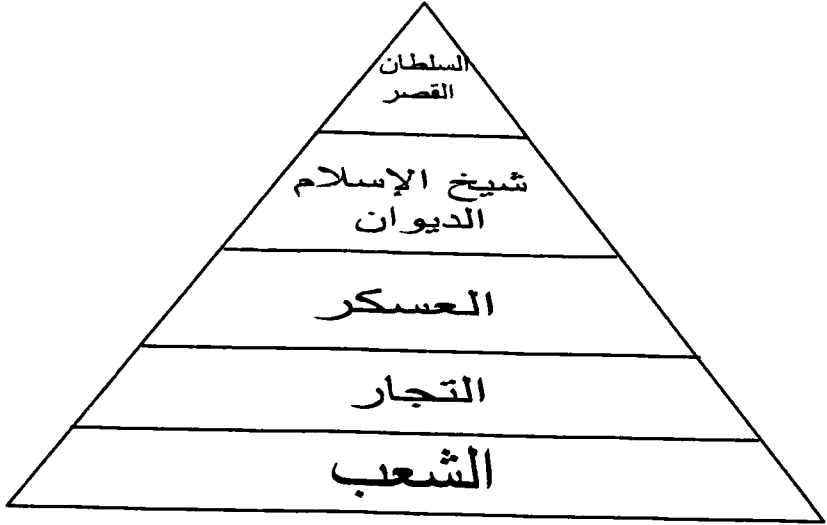 السلطان
القصر
شيخ الإسلام
الديوان
العسكر
التجار
الشعب